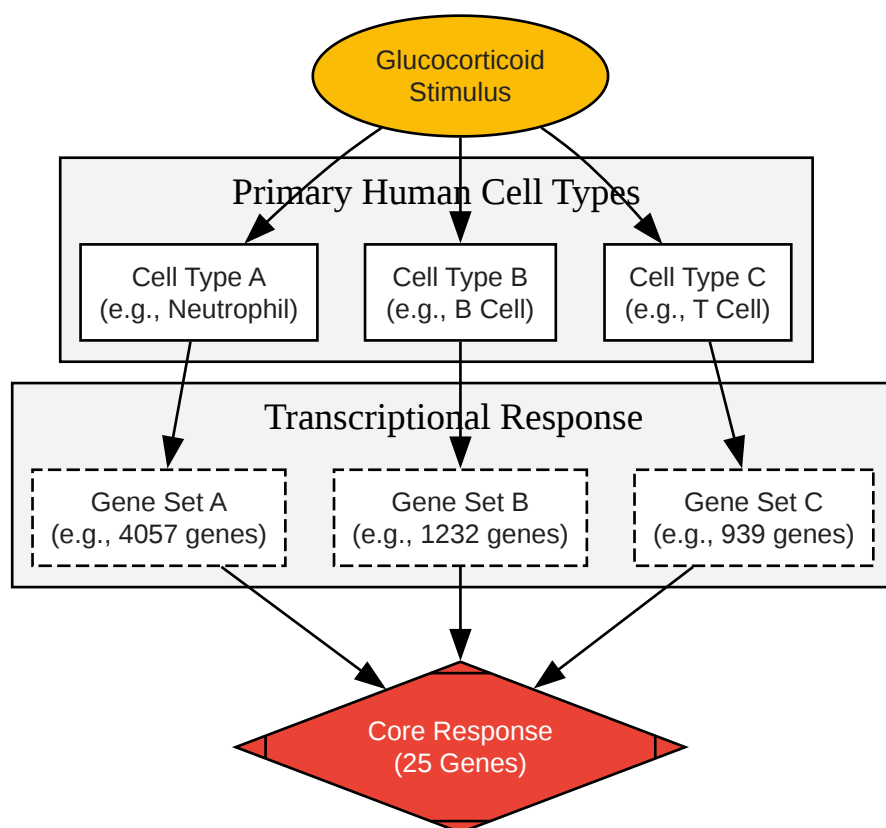 Glucocorticoid
Stimulus
Primary Human Cell Types
Cell Type A
(e.g., Neutrophil)
Cell Type B
(e.g., B Cell)
Cell Type C
(e.g., T Cell)
Transcriptional Response
Gene Set A
(e.g., 4057 genes)
Gene Set B
(e.g., 1232 genes)
Gene Set C
(e.g., 939 genes)
Core Response
(25 Genes)